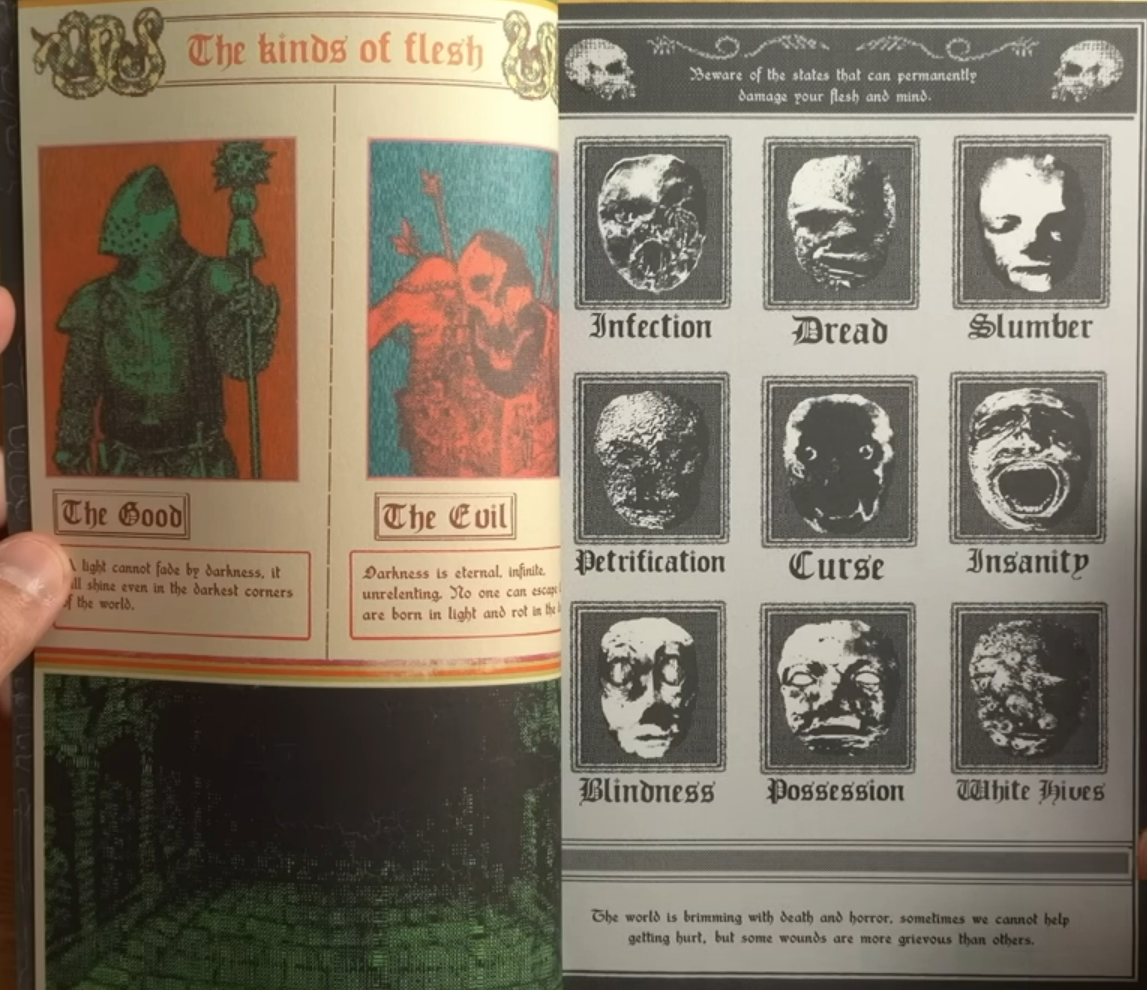 The kinds of flesh
The Good
A light cannot fade by darkness, it
shine even in the darkest corners
of the world.
The Evil
Darkness is eternal, infinite,
unrelenting. No one can escape
are born in light and rot in the
Beware of the states that can permanently
damage your flesh and mind.
Infection
Dread
Slumber
Petrification
Curse
Insanity
Blindness
Possession
White Hives
The world is brimming with death and horror, sometimes we cannot help
getting hurt, but some wounds are more grievous than others.